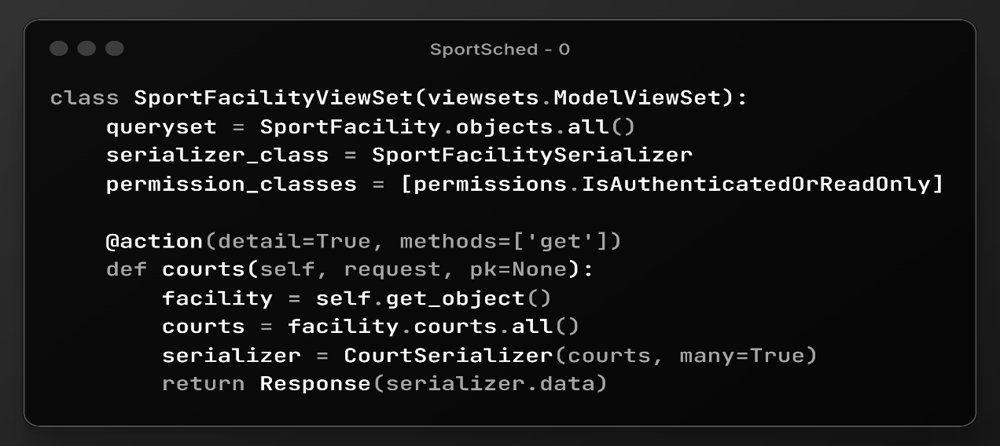 SportSched - 0
class SportFacilityViewSet(viewsets.ModelViewSet):
    queryset = SportFacility.objects.all()
    serializer_class = SportFacilitySerializer
    permission_classes = [permissions.IsAuthenticatedOrReadOnly]

    @action(detail=True, methods=['get'])
    def courts(self, request, pk=None):
        facility = self.get_object()
        courts = facility.courts.all()
        serializer = CourtSerializer(courts, many=True)
        return Response(serializer.data)